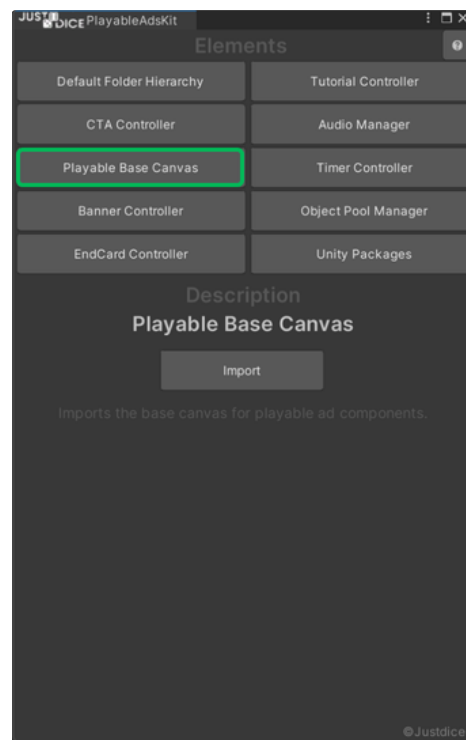 JUST DICE PlayableAdsKit
Elements
Default Folder Hierarchy
Tutorial Controller
CTA Controller
Audio Manager
Playable Base Canvas
Timer Controller
Banner Controller
Object Pool Manager
EndCard Controller
Unity Packages
Description
Playable Base Canvas
Import
Imports the base canvas for playable ad components.
©Justdice